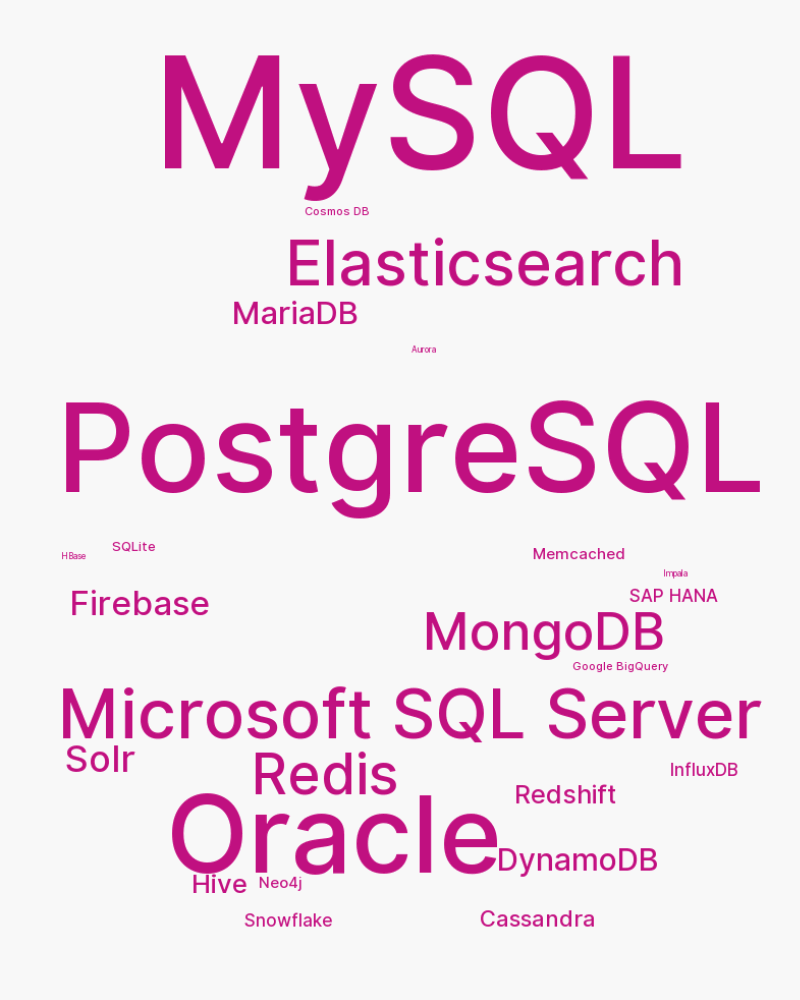 MySQL
Cosmos DB
Elasticsearch
MariaDB
Aurora
PostgreSQL
SQLite
HBase
Memcached
Impala
SAP HANA
Firebase
MongoDB
Google BigQuery
Microsoft SQL Server
Solr
Redis
InfluxDB
Redshift
Oracle
DynamoDB
Hive
Neo4j
Snowflake
Cassandra